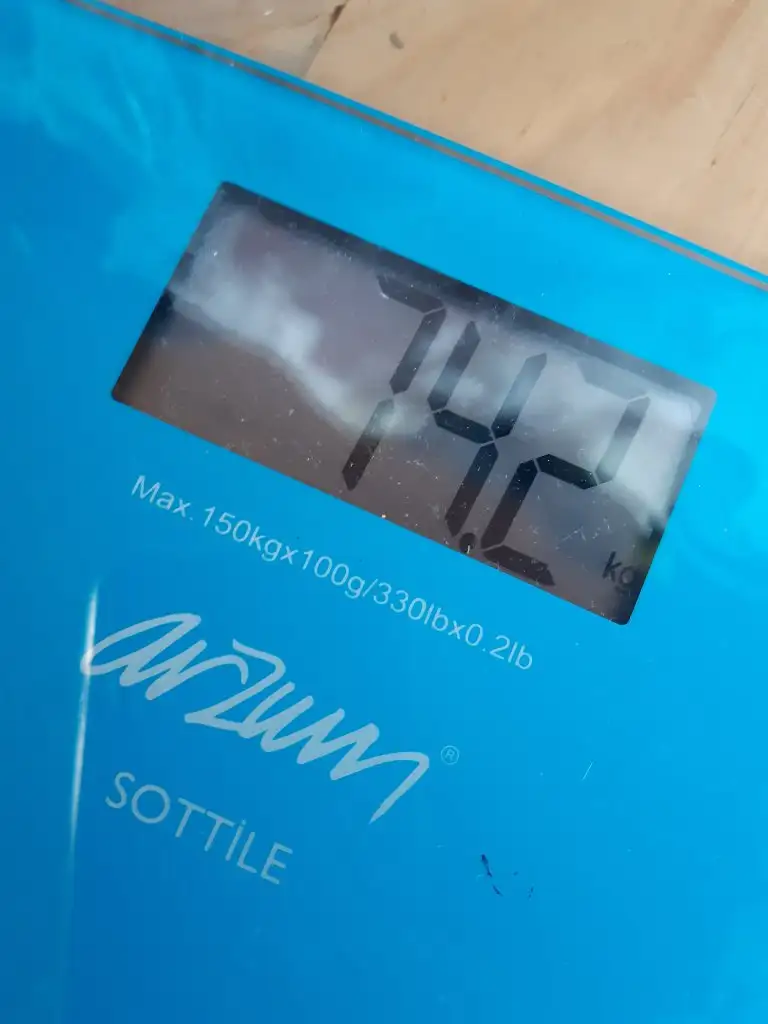 74.2
kg
Max.150kgx100g/330lbx0.2lb
arzum®
SOTTİLE